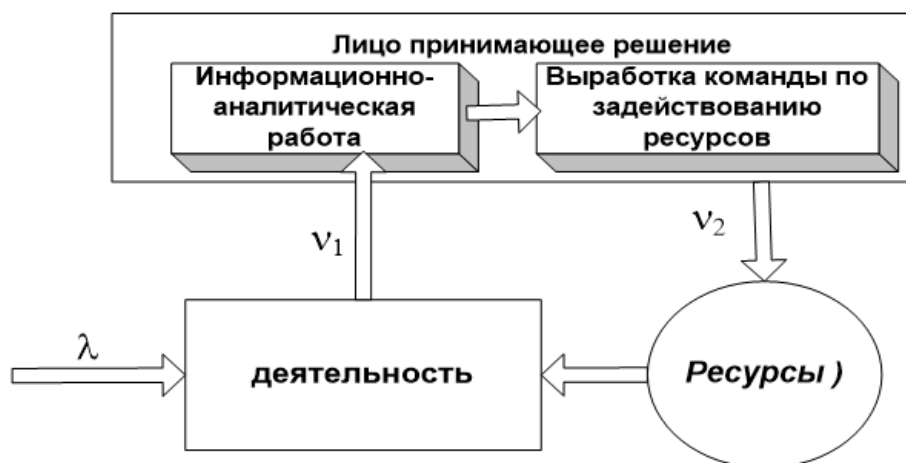 Лицо принимающее решение
Информационно-
аналитическая
работа
Выработка команды по
задействованию
ресурсов
ν1
ν2
λ
деятельность
Ресурсы )